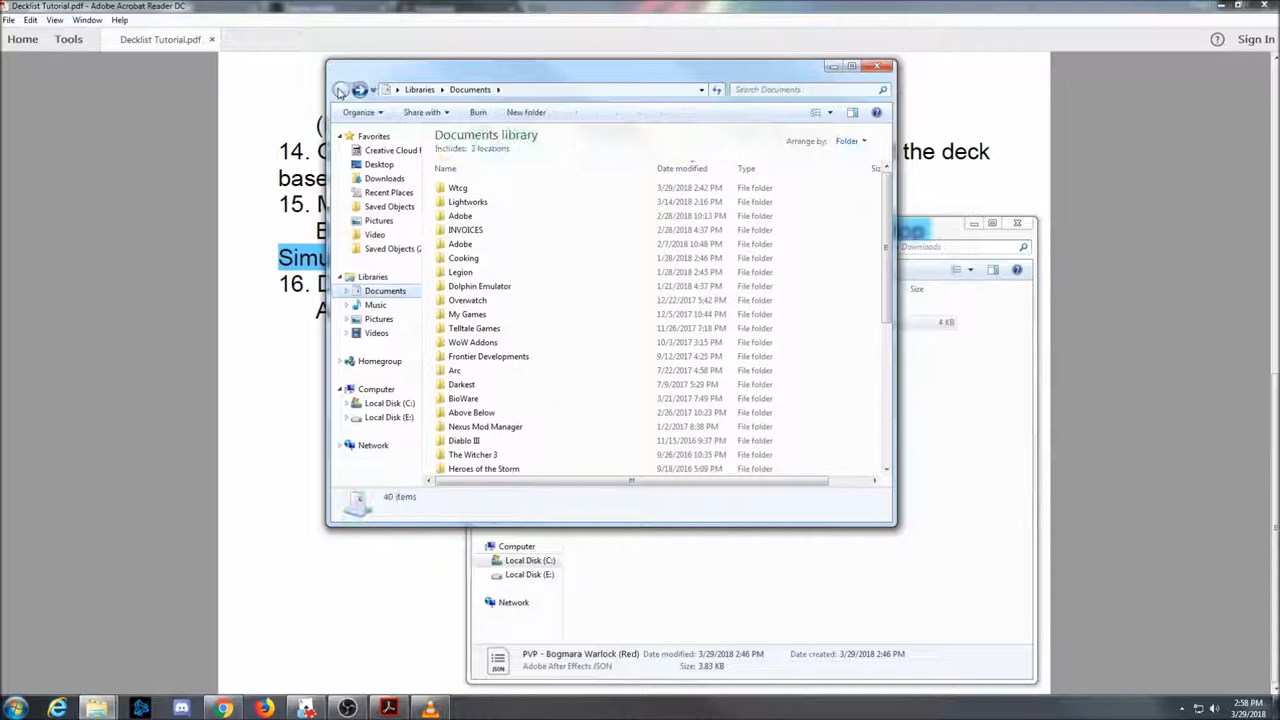 Decklist Tutorial.pdf - Adobe Acrobat Reader DC
File Edit View Window Help
Home Tools Decklist Tutorial.pdf × Sign In
Libraries Documents Search Documents
Organize Share with Burn New folder
Favorites
Creative Cloud F
Desktop
Downloads
Recent Places
Saved Objects
Pictures
Video
Saved Objects (2
Libraries
Documents
Music
Pictures
Videos
Homegroup
Computer
Local Disk (C:)
Local Disk (E:)
Network
Documents library
Includes: 2 locations
Arrange by: Folder
Name Date modified Type Siz
Wtcg 3/29/2018 2:42 PM File folder
Lightworks 3/14/2018 2:16 PM File folder
Adobe 2/28/2018 10:13 PM File folder
INVOICES 2/28/2018 4:37 PM File folder
Adobe 2/7/2018 10:48 PM File folder
Cooking 1/28/2018 2:46 PM File folder
Legion 1/28/2018 2:45 PM File folder
Dolphin Emulator 1/21/2018 4:37 PM File folder
Overwatch 12/22/2017 5:42 PM File folder
My Games 12/5/2017 10:44 PM File folder
Telltale Games 11/26/2017 7:18 PM File folder
WoW Addons 10/3/2017 3:15 PM File folder
Frontier Developments 9/12/2017 4:25 PM File folder
Arc 7/22/2017 4:58 PM File folder
Darkest 7/9/2017 5:29 PM File folder
BioWare 3/21/2017 7:49 PM File folder
Above Below 2/26/2017 10:23 PM File folder
Nexus Mod Manager 1/2/2017 8:38 PM File folder
Diablo III 11/15/2016 9:37 PM File folder
The Witcher 3 9/26/2016 10:35 PM File folder
Heroes of the Storm 9/18/2016 5:09 PM File folder
40 items
(
14. the deck
base
15. M
Simu
16. D
A
Downloads
Size
4 KB
Computer
Local Disk (C:)
Local Disk (E:)
Network
PVP - Bogmara Warlock (Red) Date modified: 3/29/2018 2:46 PM Date created: 3/29/2018 2:46 PM
Adobe After Effects JSON Size: 3.83 KB
JSON
2:58 PM
3/29/2018